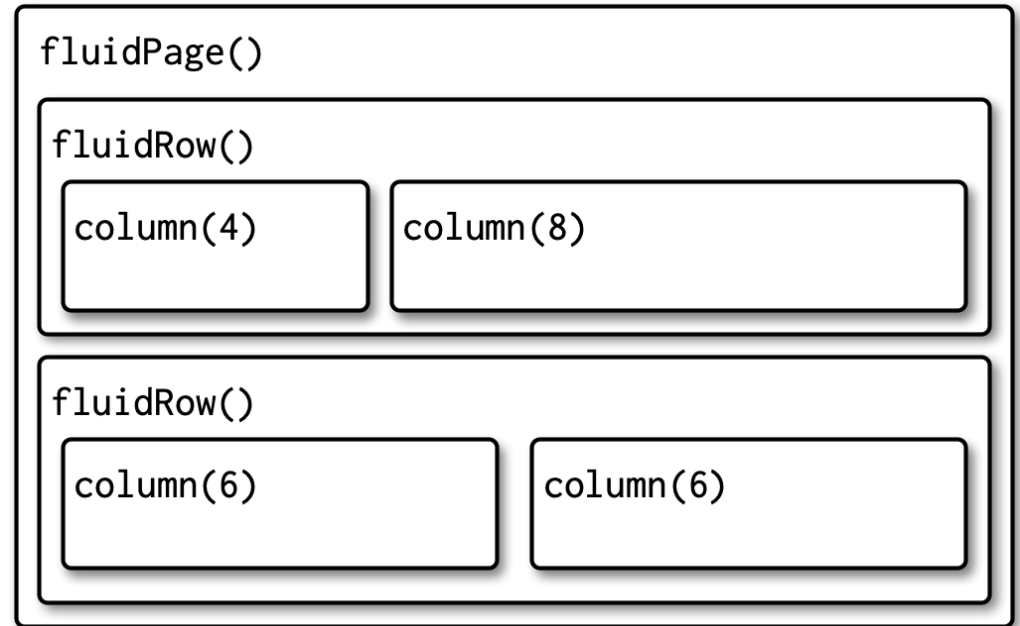 fluidPage()
fluidRow()
column(4) column(8)
fluidRow()
column(6) column(6)